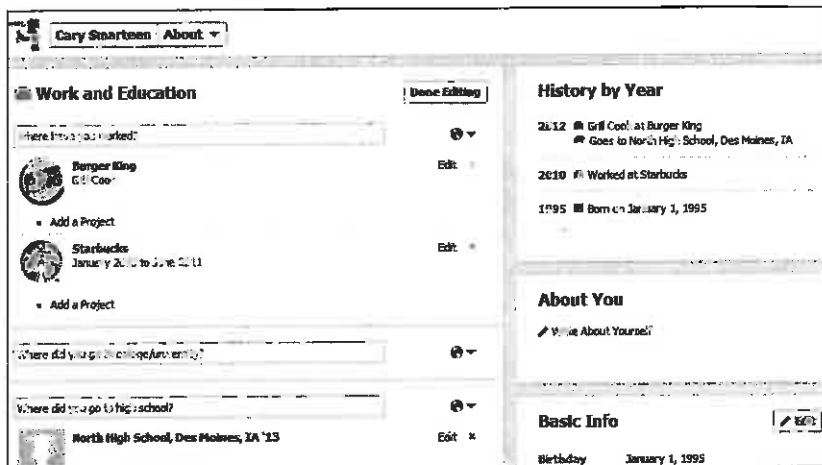 Cary Smarteen About
Work and Education
Done Editing
Where have you worked?
Burger King
Edit
Grill Cook
Add a Project
Starbucks
Edit
January 2010 to June 2011
Add a Project
Where did you go to college/university?
Where did you go to high school?
North High School, Des Moines, IA '13
Edit x
History by Year
2012 Grill Cook at Burger King
Goes to North High School, Des Moines, IA
2010 Worked at Starbucks
1995 Born on January 1, 1995
About You
Write About Yourself
Basic Info
Edit
Birthday January 1, 1995